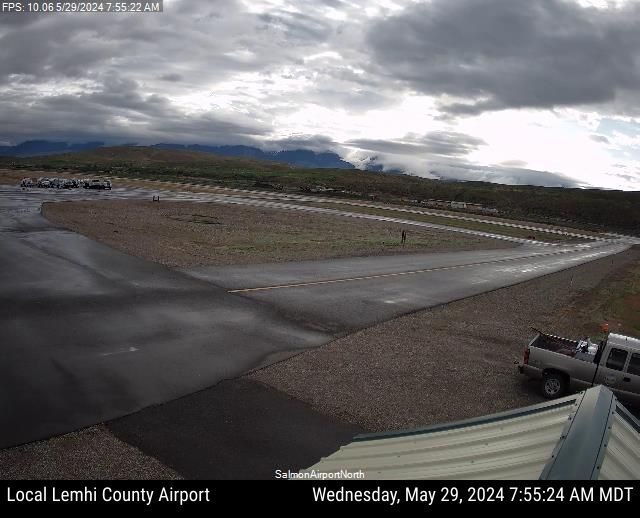 FPS: 10.06 5/29/2024 7:55:22 AM
SalmonAirportNorth
Local Lemhi County Airport
Wednesday, May 29, 2024 7:55:24 AM MDT